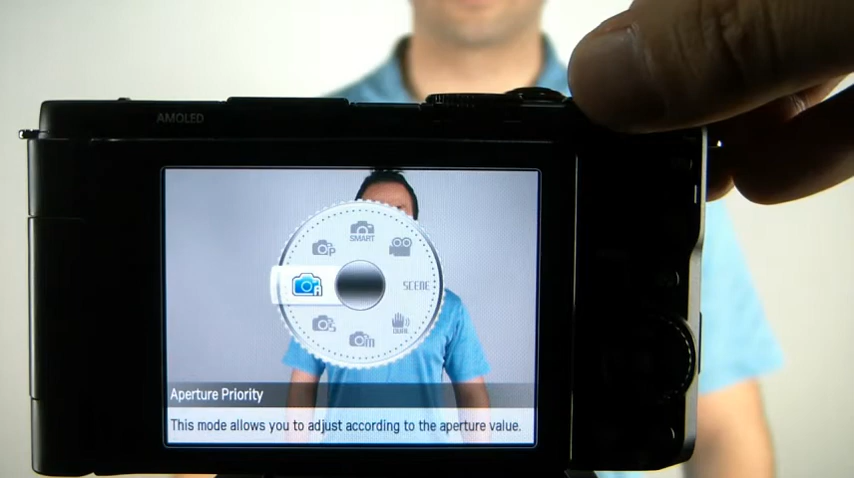 AMOLED
SMART
P
SCENE
A
S
DUAL
m
Aperture Priority
This mode allows you to adjust according to the aperture value.